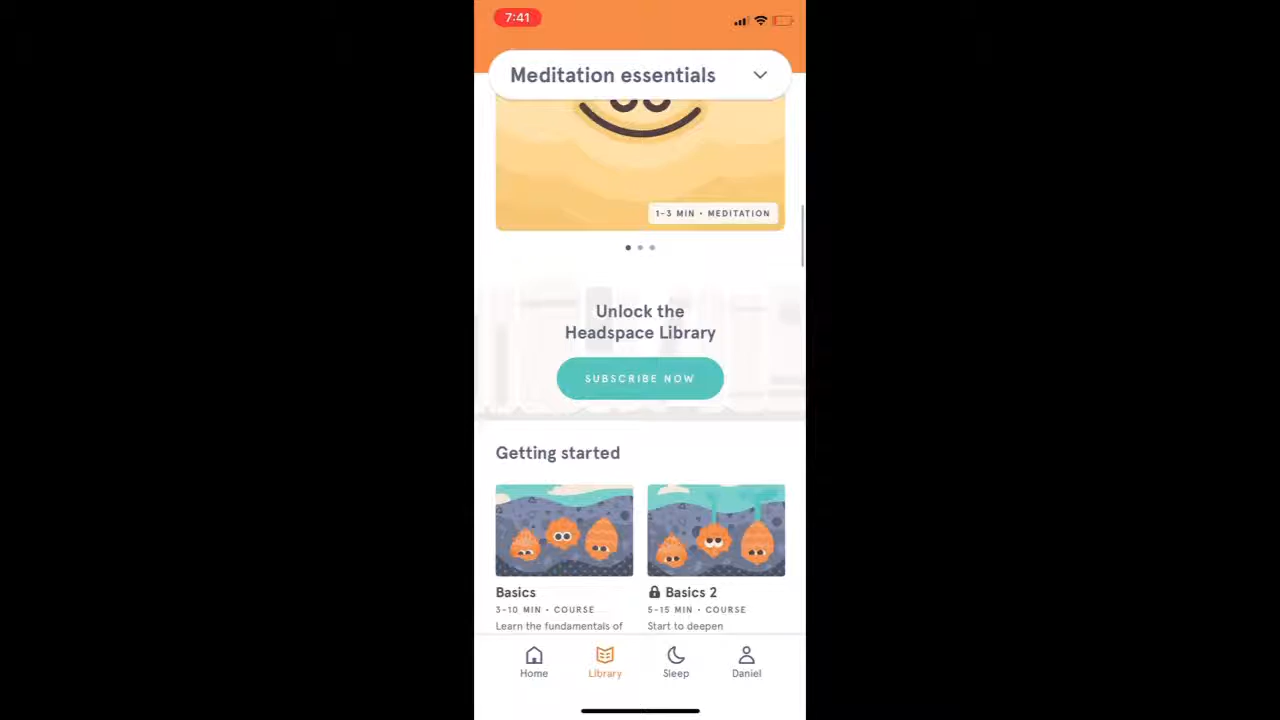 7:41
Meditation essentials
1-3 MIN • MEDITATION
Unlock the
Headspace Library
SUBSCRIBE NOW
Getting started
Basics
3-10 MIN • COURSE
Learn the fundamentals of
Basics 2
5-15 MIN • COURSE
Start to deepen
Home
Library
Sleep
Daniel